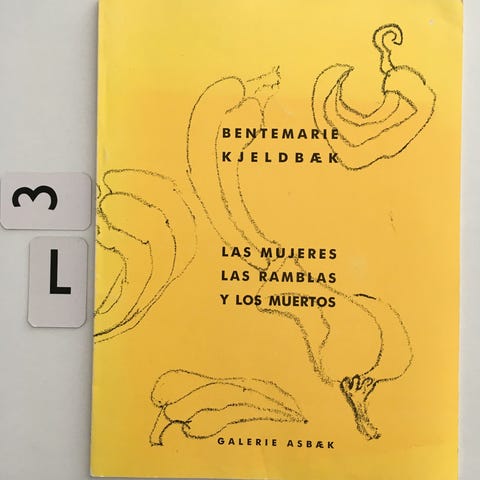 3
L
BENTEMARIE
KJELDBÆK
LAS MUJERES
LAS RAMBLAS
Y LOS MUERTOS
GALERIE ASBÆK